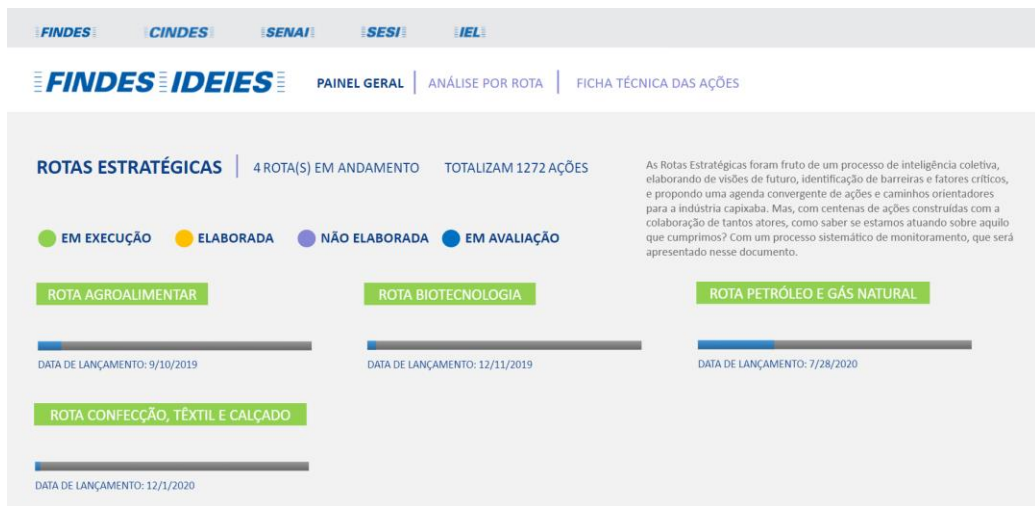 FINDES CINDES SENAI SESI IEL
FINDES IDEIES PAINEL GERAL ANÁLISE POR ROTA FICHA TÉCNICA DAS AÇÕES
ROTAS ESTRATÉGICAS 4 ROTA(S) EM ANDAMENTO TOTALIZAM 1272 AÇÕES
As Rotas Estratégicas foram fruto de um processo de inteligência coletiva,
elaborando de visões de futuro, identificação de barreiras e fatores críticos,
e propondo uma agenda convergente de ações e caminhos orientadores
para a indústria capixaba. Mas, com centenas de ações construídas com a
colaboração de tantos atores, como saber se estamos atuando sobre aquilo
que cumprimos? Com um processo sistemático de monitoramento, que será
apresentado nesse documento.
EM EXECUÇÃO ELABORADA NÃO ELABORADA EM AVALIAÇÃO
ROTA AGROALIMENTAR ROTA BIOTECNOLOGIA ROTA PETRÓLEO E GÁS NATURAL
DATA DE LANÇAMENTO: 9/10/2019 DATA DE LANÇAMENTO: 12/11/2019 DATA DE LANÇAMENTO: 7/28/2020
ROTA CONFECÇÃO, TÊXTIL E CALÇADO
DATA DE LANÇAMENTO: 12/1/2020